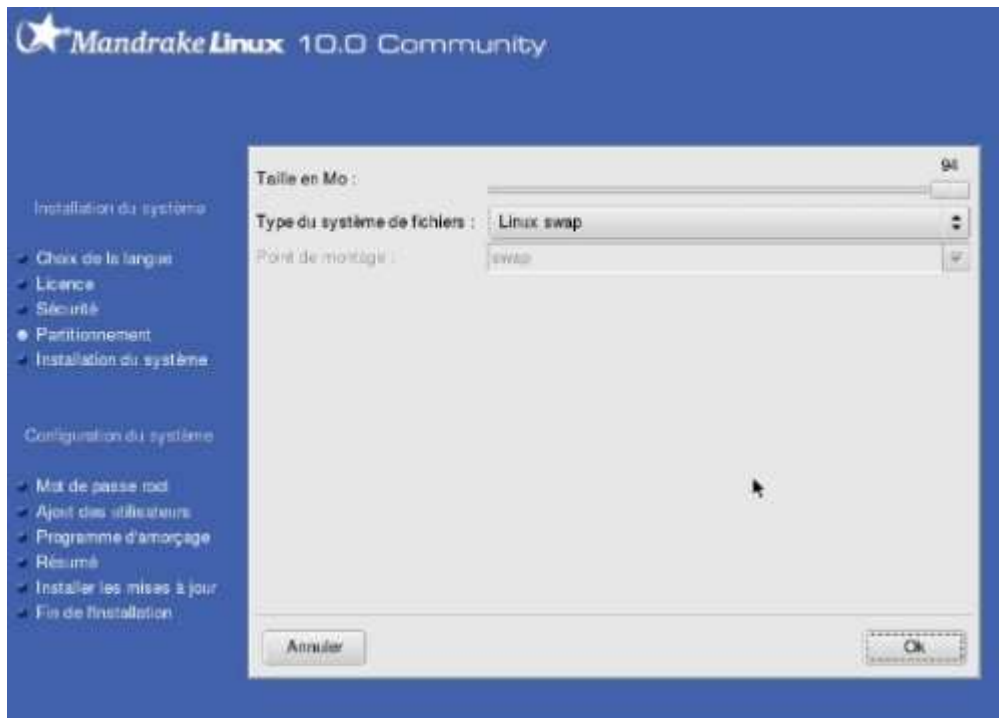 Mandrake Linux 10.0 Community
Installation du système
Choix de la langue
Licence
Sécurité
Partitionnement
Installation du système
Configuration du système
Mot de passe root
Ajout des utilisateurs
Programme d'amorçage
Résumé
Installer les mises à jour
Fin de l'installation
Taille en Mo :
94
Type du système de fichiers :
Linux swap
Point de montage :
swap
Annuler
Ok